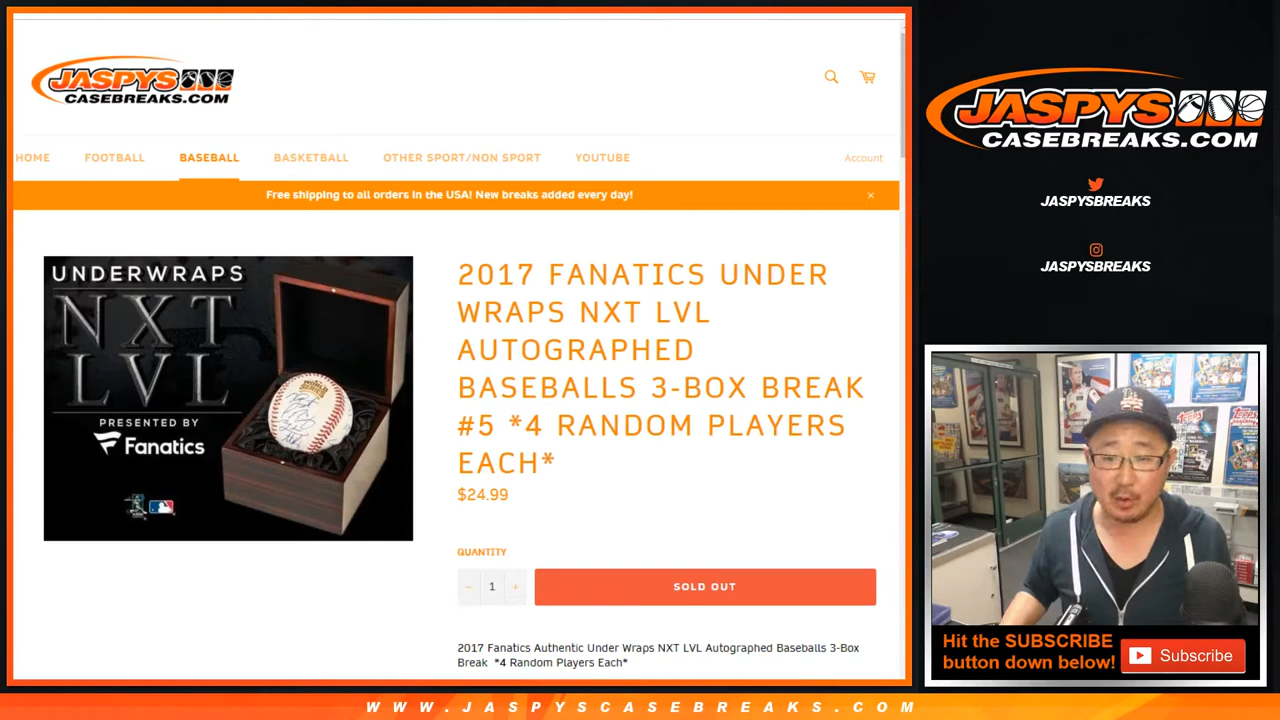 JASPYS
CASEBREAKS.COM
HOME FOOTBALL BASEBALL BASKETBALL OTHER SPORT/NON SPORT YOUTUBE Account
Free shipping to all orders in the USA! New breaks added every day! ×
UNDERWRAPS
NXT
LVL
PRESENTED BY
Fanatics
2017 FANATICS UNDER
WRAPS NXT LVL
AUTOGRAPHED
BASEBALLS 3-BOX BREAK
#5 *4 RANDOM PLAYERS
EACH*
$24.99
QUANTITY
− 1 +
SOLD OUT
2017 Fanatics Authentic Under Wraps NXT LVL Autographed Baseballs 3-Box
Break *4 Random Players Each*
JASPYS
CASEBREAKS.COM
JASPYSBREAKS
JASPYSBREAKS
TOPPS
TOPPS
Hit the SUBSCRIBE
button down below!
Subscribe
WWW.JASPYSCASEBREAKS.COM